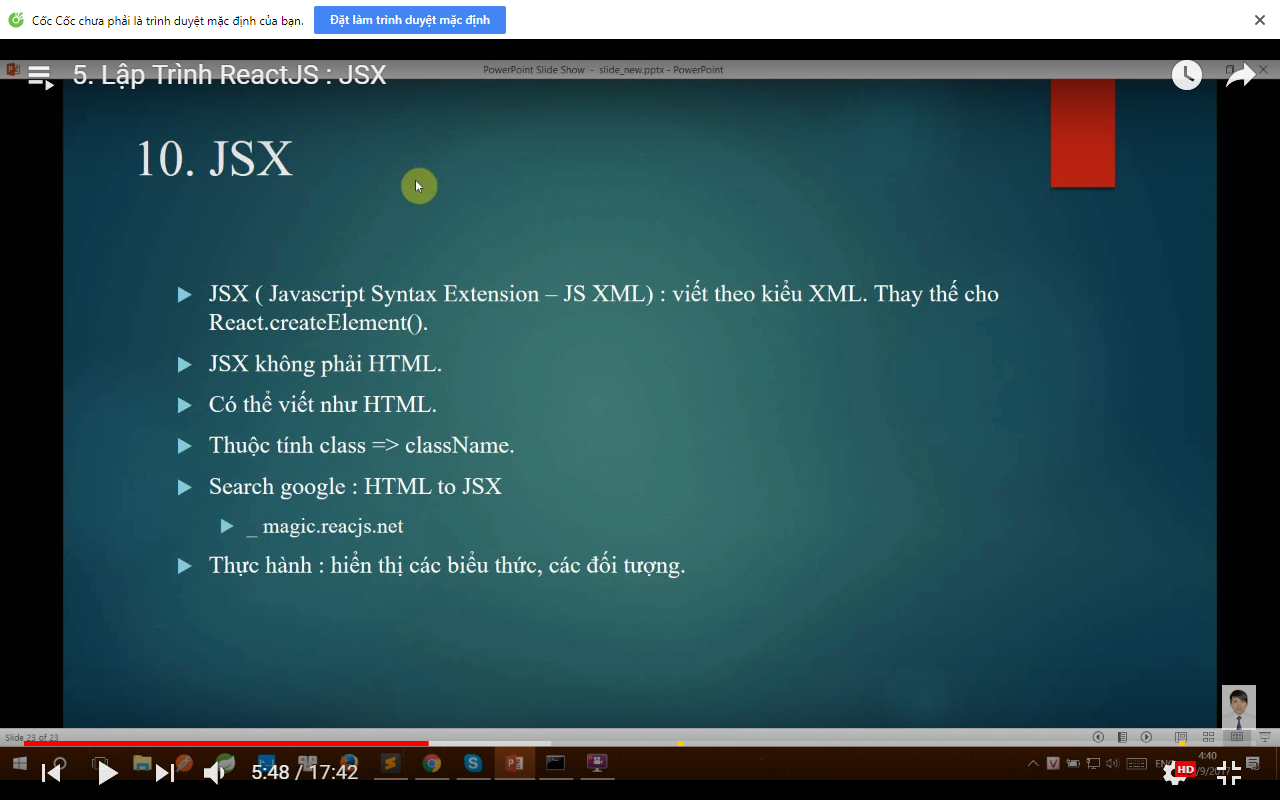 Cốc Cốc chưa phải là trình duyệt mặc định của bạn.
Đặt làm trình duyệt mặc định
PowerPoint Slide Show - slide_new.pptx - PowerPoint
5. Lập Trình ReactJS : JSX
10. JSX
JSX ( Javascript Syntax Extension – JS XML) : viết theo kiểu XML. Thay thế cho
React.createElement().
JSX không phải HTML.
Có thể viết như HTML.
Thuộc tính class => className.
Search google : HTML to JSX
_ magic.reacjs.net
Thực hành : hiển thị các biểu thức, các đối tượng.
Slide 23 of 23
4:40
5:48 / 17:42
HD